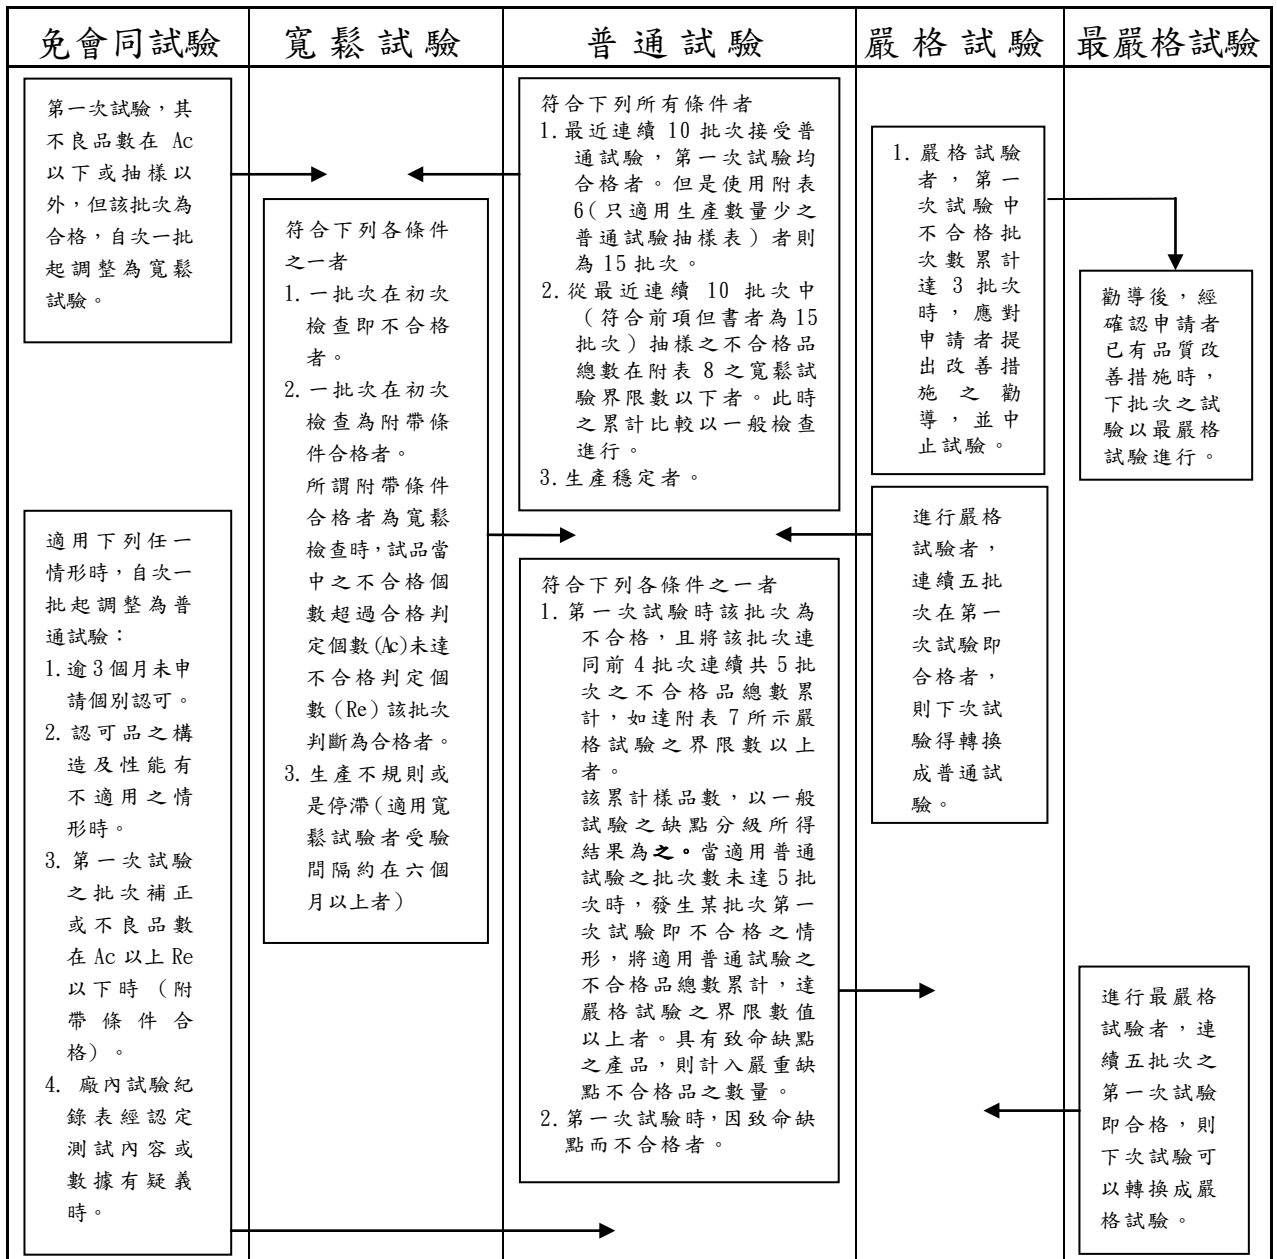 免會同試驗
寬鬆試驗
普通試驗
嚴格試驗
最嚴格試驗
第一次試驗，其
不良品數在 Ac
以下或抽樣以
外，但該批次為
合格，自次一批
起調整為寬鬆
試驗。
適用下列任一
情形時，自次一
批起調整為普
通試驗：
1.逾3個月未申
請個別認可。
2.認可品之構
造及性能有
不適用之情
形時。
3.第一次試驗
之批次補正
或不良品數
在 Ac 以上 Re
以下時（附
帶條件合
格）。
4. 廠內試驗紀
錄表經認定
測試內容或
數據有疑義
時。
符合下列各條件
之一者
1.一批次在初次
檢查即不合格
者。
2.一批次在初次
檢查為附帶條
件合格者。
所謂附帶條件
合格者為寬鬆
檢查時，試品當
中之不合格個
數超過合格判
定個數(Ac)未達
不合格判定個
數（Re）該批次
判斷為合格者。
3.生產不規則或
是停滯（適用寬
鬆試驗者受驗
間隔約在六個
月以上者）
符合下列所有條件者
1.最近連續 10 批次接受普
通試驗，第一次試驗均
合格者。但是使用附表
6(只適用生產數量少之
普通試驗抽樣表）者則
為 15 批次。
2.從最近連續 10 批次中
（符合前項但書者為 15
批次）抽樣之不合格品
總數在附表 8 之寬鬆試
驗界限數以下者。此時
之累計比較以一般檢查
進行。
3.生產穩定者。
符合下列各條件之一者
1.第一次試驗時該批次為
不合格，且將該批次連
同前 4 批次連續共 5 批
次之不合格品總數累
計，如達附表 7 所示嚴
格試驗之界限數以上
者。
該累計樣品數，以一般
試驗之缺點分級所得
結果為之。當適用普通
試驗之批次數未達 5 批
次時，發生某批次第一
次試驗即不合格之情
形，將適用普通試驗之
不合格品總數累計，達
嚴格試驗之界限數值
以上者。具有致命缺點
之產品，則計入嚴重缺
點不合格品之數量。
2.第一次試驗時，因致命缺
點而不合格者。
1.嚴格試驗
者，第一
次試驗中
不合格批
次數累計
達 3 批次
時，應對
申請者提
出改善措
施之勸
導，並中
止試驗。
進行嚴格
試驗者，
連續五批
次在第一
次試驗即
合格者，
則下次試
驗得轉換
成普通試
驗。
勸導後，經
確認申請者
已有品質改
善措施時，
下批次之試
驗以最嚴格
試驗進行。
進行最嚴格
試驗者，連
續五批次之
第一次試驗
即合格，則
下次試驗可
以轉換成嚴
格試驗。